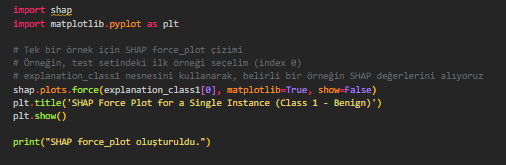 import shap
import matplotlib.pyplot as plt
# Tek bir örnek için SHAP force_plot çizimi
# Örneğin, test setindeki ilk örneği seçelim (index 0)
# explanation_class1 nesnesini kullanarak, belirli bir örneğin SHAP değerlerini alıyoruz
shap.plots.force(explanation_class1[0], matplotlib=True, show=False)
plt.title('SHAP Force Plot for a Single Instance (Class 1 - Benign)')
plt.show()
print("SHAP force_plot oluşturuldu.")